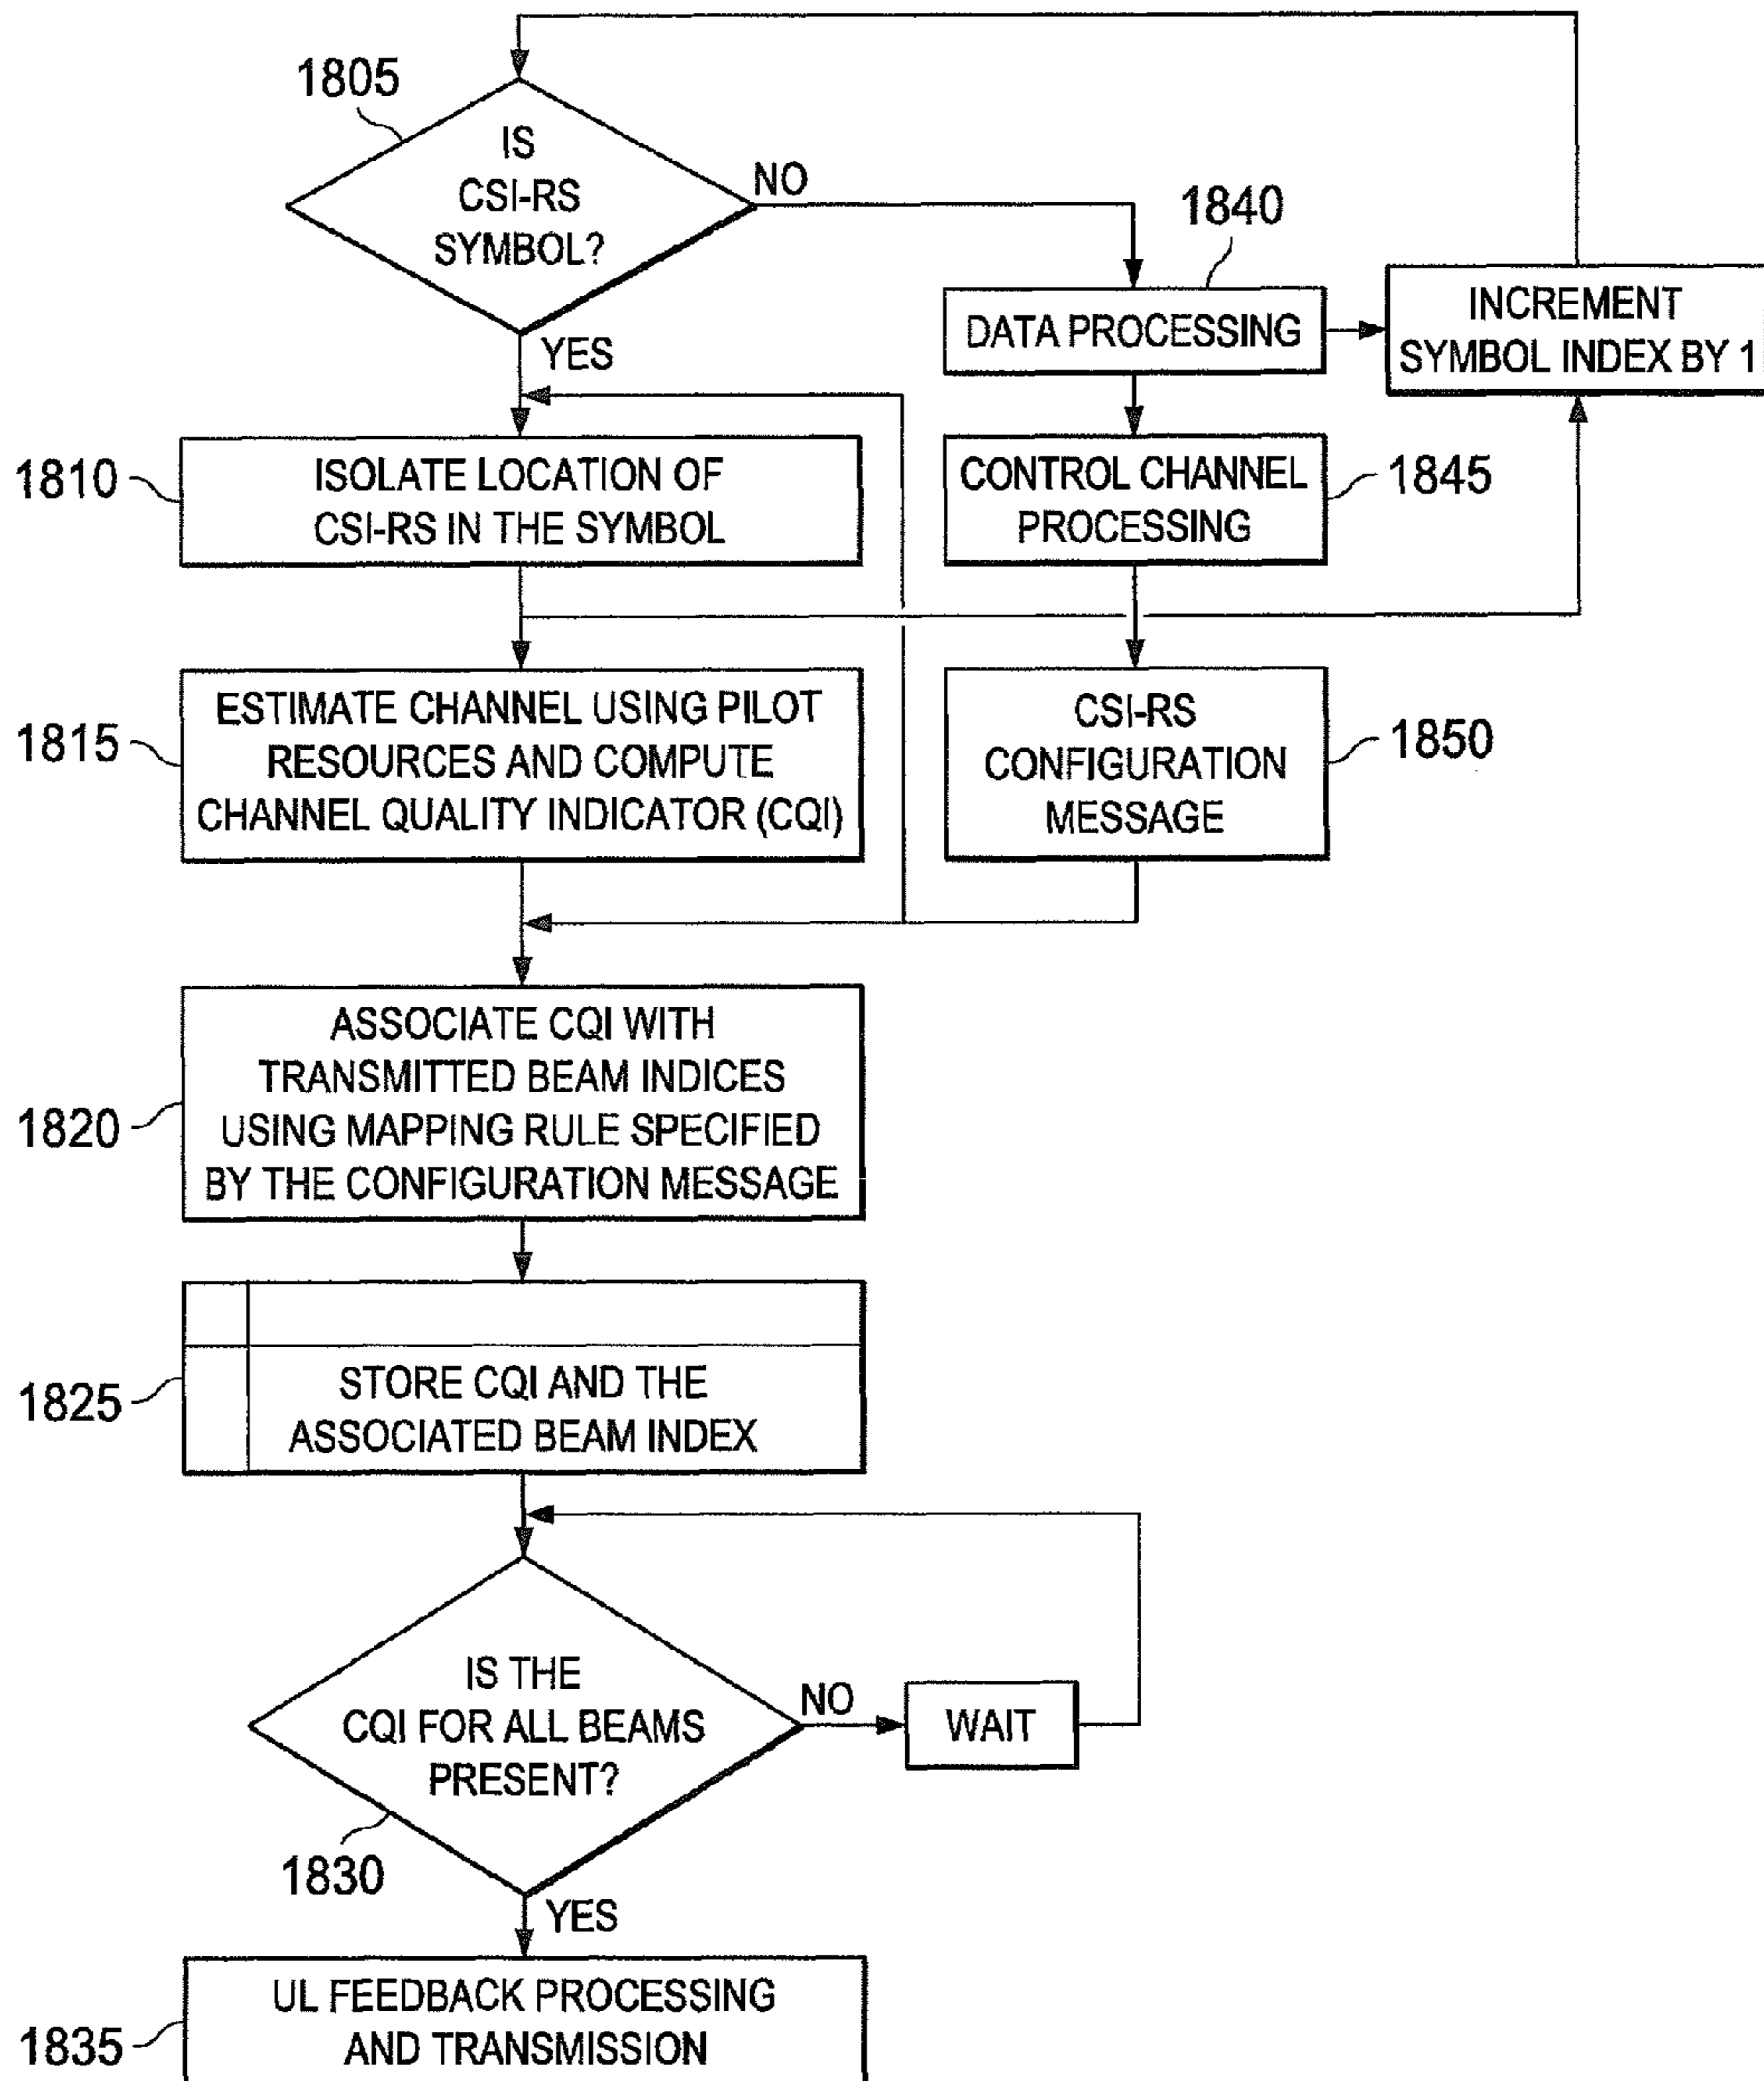 1805
IS
CSI-RS
SYMBOL?
NO
YES
1840
DATA PROCESSING
INCREMENT
SYMBOL INDEX BY 1
1810
ISOLATE LOCATION OF
CSI-RS IN THE SYMBOL
CONTROL CHANNEL
PROCESSING
1845
1815
ESTIMATE CHANNEL USING PILOT
RESOURCES AND COMPUTE
CHANNEL QUALITY INDICATOR (CQI)
CSI-RS
CONFIGURATION
MESSAGE
1850
1820
ASSOCIATE CQI WITH
TRANSMITTED BEAM INDICES
USING MAPPING RULE SPECIFIED
BY THE CONFIGURATION MESSAGE
1825
STORE CQI AND THE
ASSOCIATED BEAM INDEX
IS THE
CQI FOR ALL BEAMS
PRESENT?
NO
WAIT
1830
YES
1835
UL FEEDBACK PROCESSING
AND TRANSMISSION